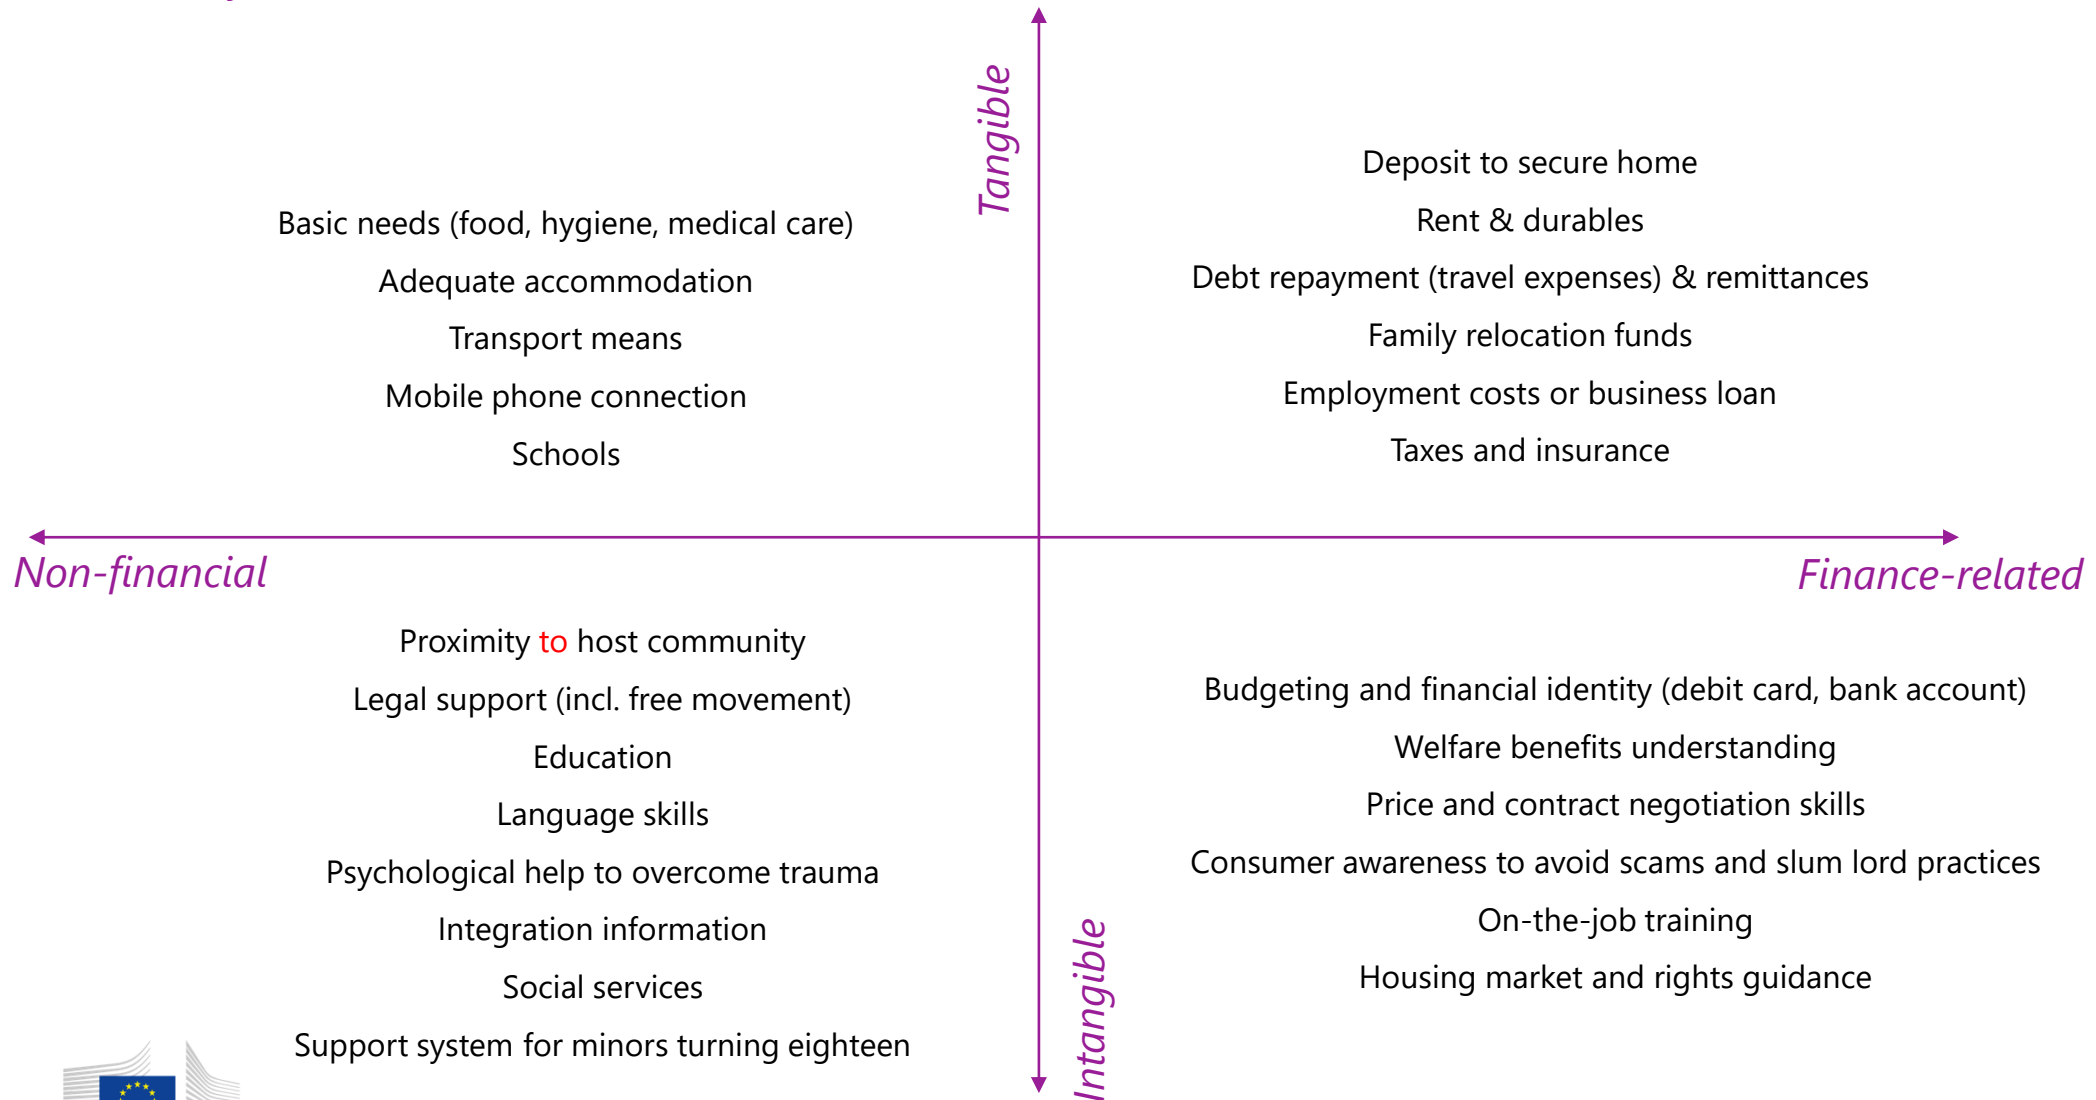 Tangible
Basic needs (food, hygiene, medical care)
Adequate accommodation
Transport means
Mobile phone connection
Schools
Deposit to secure home
Rent & durables
Debt repayment (travel expenses) & remittances
Family relocation funds
Employment costs or business loan
Taxes and insurance
Non-financial
Finance-related
Proximity to host community
Legal support (incl. free movement)
Education
Language skills
Psychological help to overcome trauma
Integration information
Social services
Support system for minors turning eighteen
Budgeting and financial identity (debit card, bank account)
Welfare benefits understanding
Price and contract negotiation skills
Consumer awareness to avoid scams and slum lord practices
On-the-job training
Housing market and rights guidance
Intangible